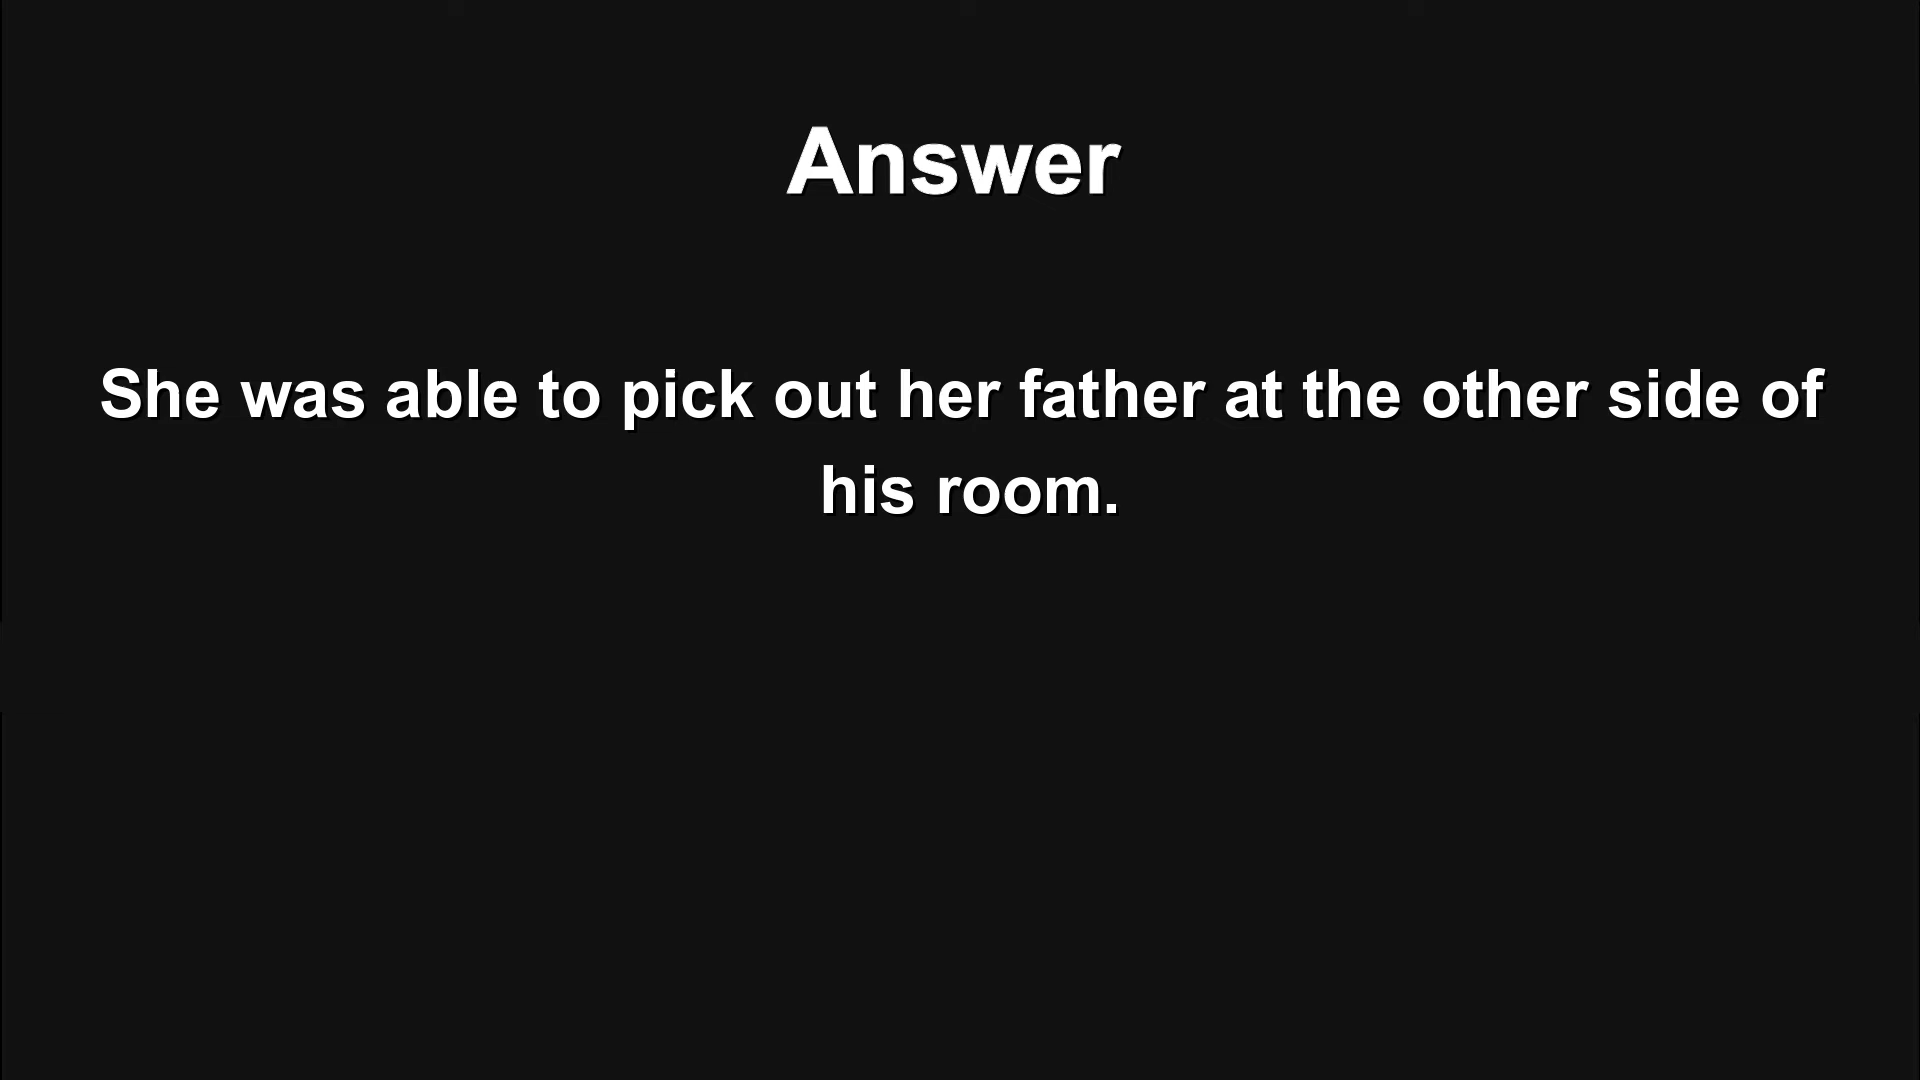 Answer
She was able to pick out her father at the other side of
his room.